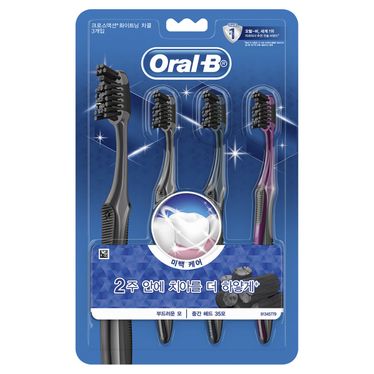 크로스액션 화이트닝 차콜
3개입
Oral-B®
1
미백 케어
2주 안에 치아를 더 하얗게*
부드러운 모
중간 헤드 35모
91345779